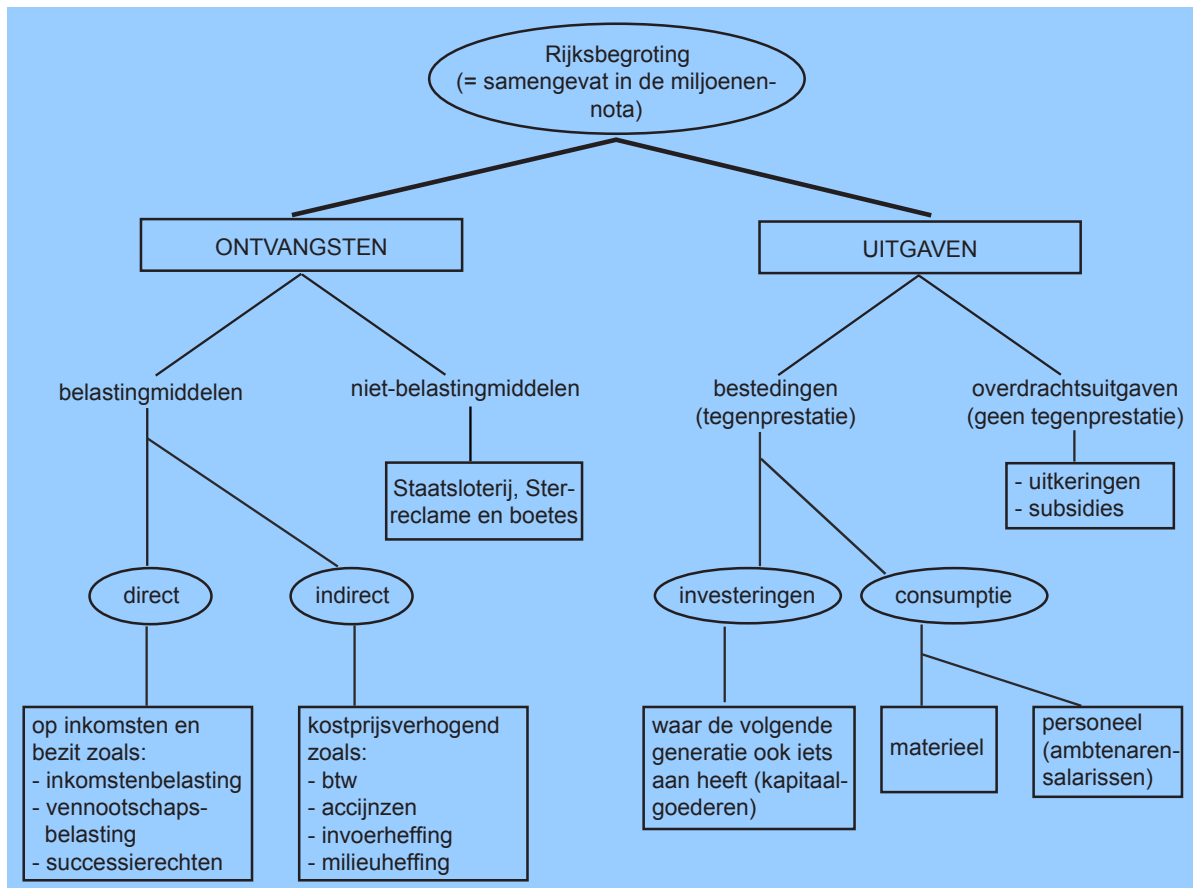 Rijksbegroting
(= samengevat in de miljoenen-
nota)
ONTVANGSTEN
UITGAVEN
belastingmiddelen
niet-belastingmiddelen
bestedingen
(tegenprestatie)
overdrachtsuitgaven
(geen tegenprestatie)
Staatsloterij, Ster-
reclame en boetes
- uitkeringen
- subsidies
direct
indirect
investeringen
consumptie
op inkomsten en
bezit zoals:
- inkomstenbelasting
- vennootschaps-
belasting
- successierechten
kostprijsverhogend
zoals:
- btw
- accijnzen
- invoerheffing
- milieuheffing
waar de volgende
generatie ook iets
aan heeft (kapitaal-
goederen)
materieel
personeel
(ambtenaren-
salarissen)